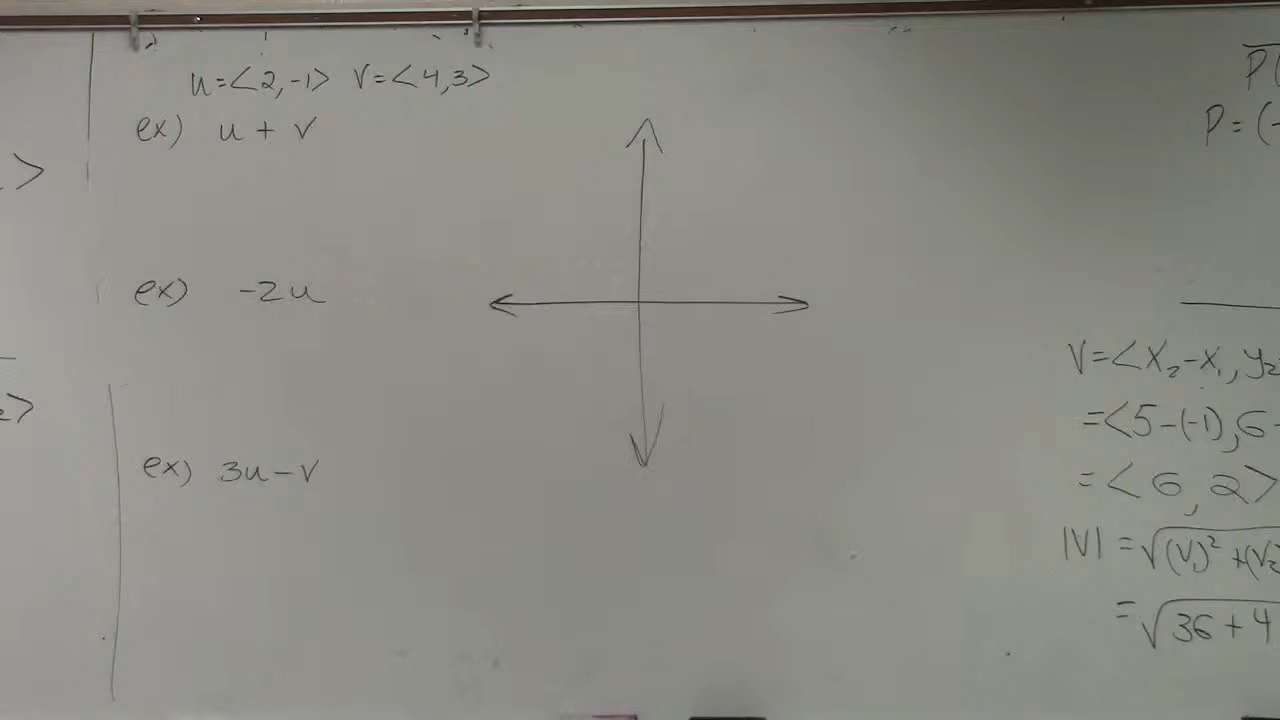 >
2>
u=<2,-1> v=<4,3>
ex) u + v
ex) -2u
ex) 3u-v
P(
P=(-
V=<X₂-X₁, y₂
=<5-(-1), 6-
=<6, 2>
|V| =√(V₁)² +(V₂
=√36+4